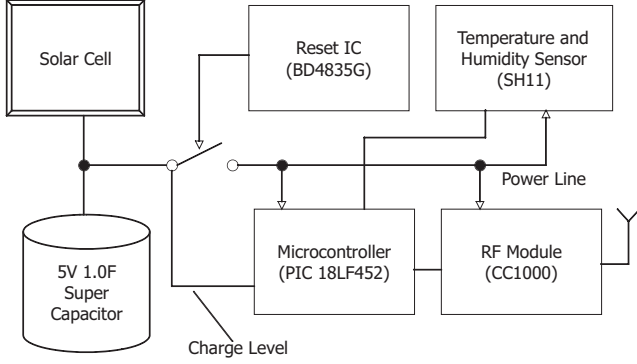 Solar Cell
Reset IC
(BD4835G)
Temperature and
Humidity Sensor
(SH11)
Power Line
5V 1.0F
Super
Capacitor
Microcontroller
(PIC 18LF452)
RF Module
(CC1000)
Charge Level